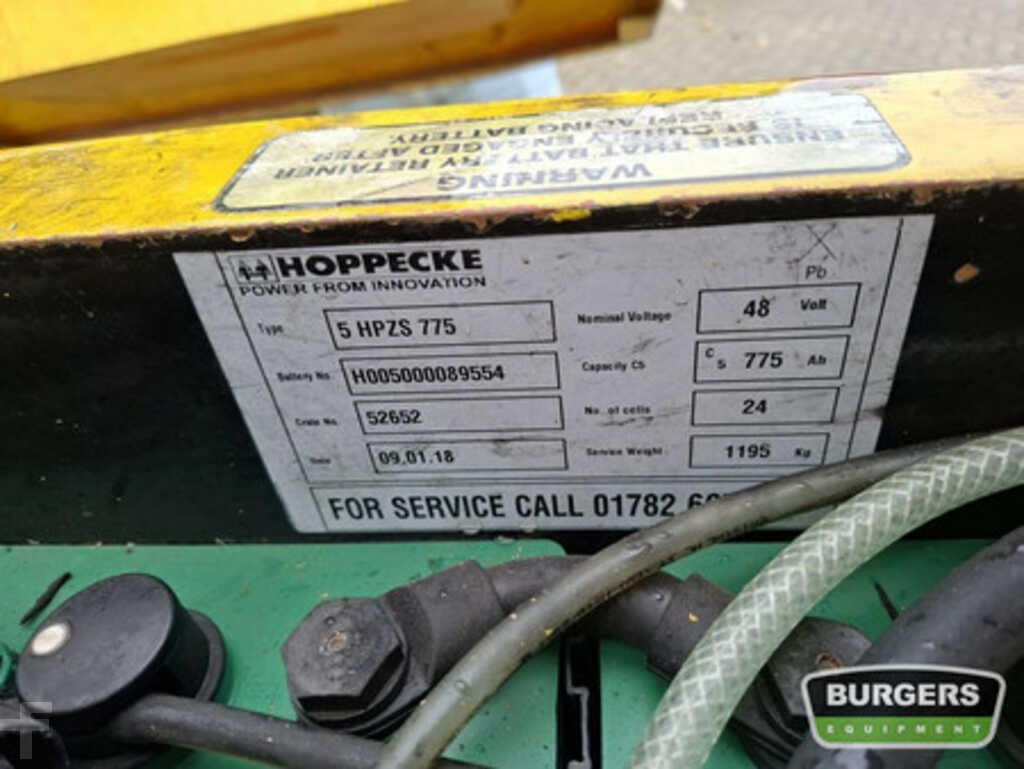 WARNING
ENSURE THAT BATTERY RETAINER
IS SECURELY ENGAGED AFTER
REPLACING BATTERY.
HOPPECKE
POWER FROM INNOVATION
Pb
Type 5 HPZS 775 Nominal Voltage 48 Volt
Battery No. H005000089554 Capacity C5 C5 775 Ah
Crate No. 52652 No. of cells 24
Date 09.01.18 Service Weight 1195 Kg
FOR SERVICE CALL 01782
BURGERS
EQUIPMENT